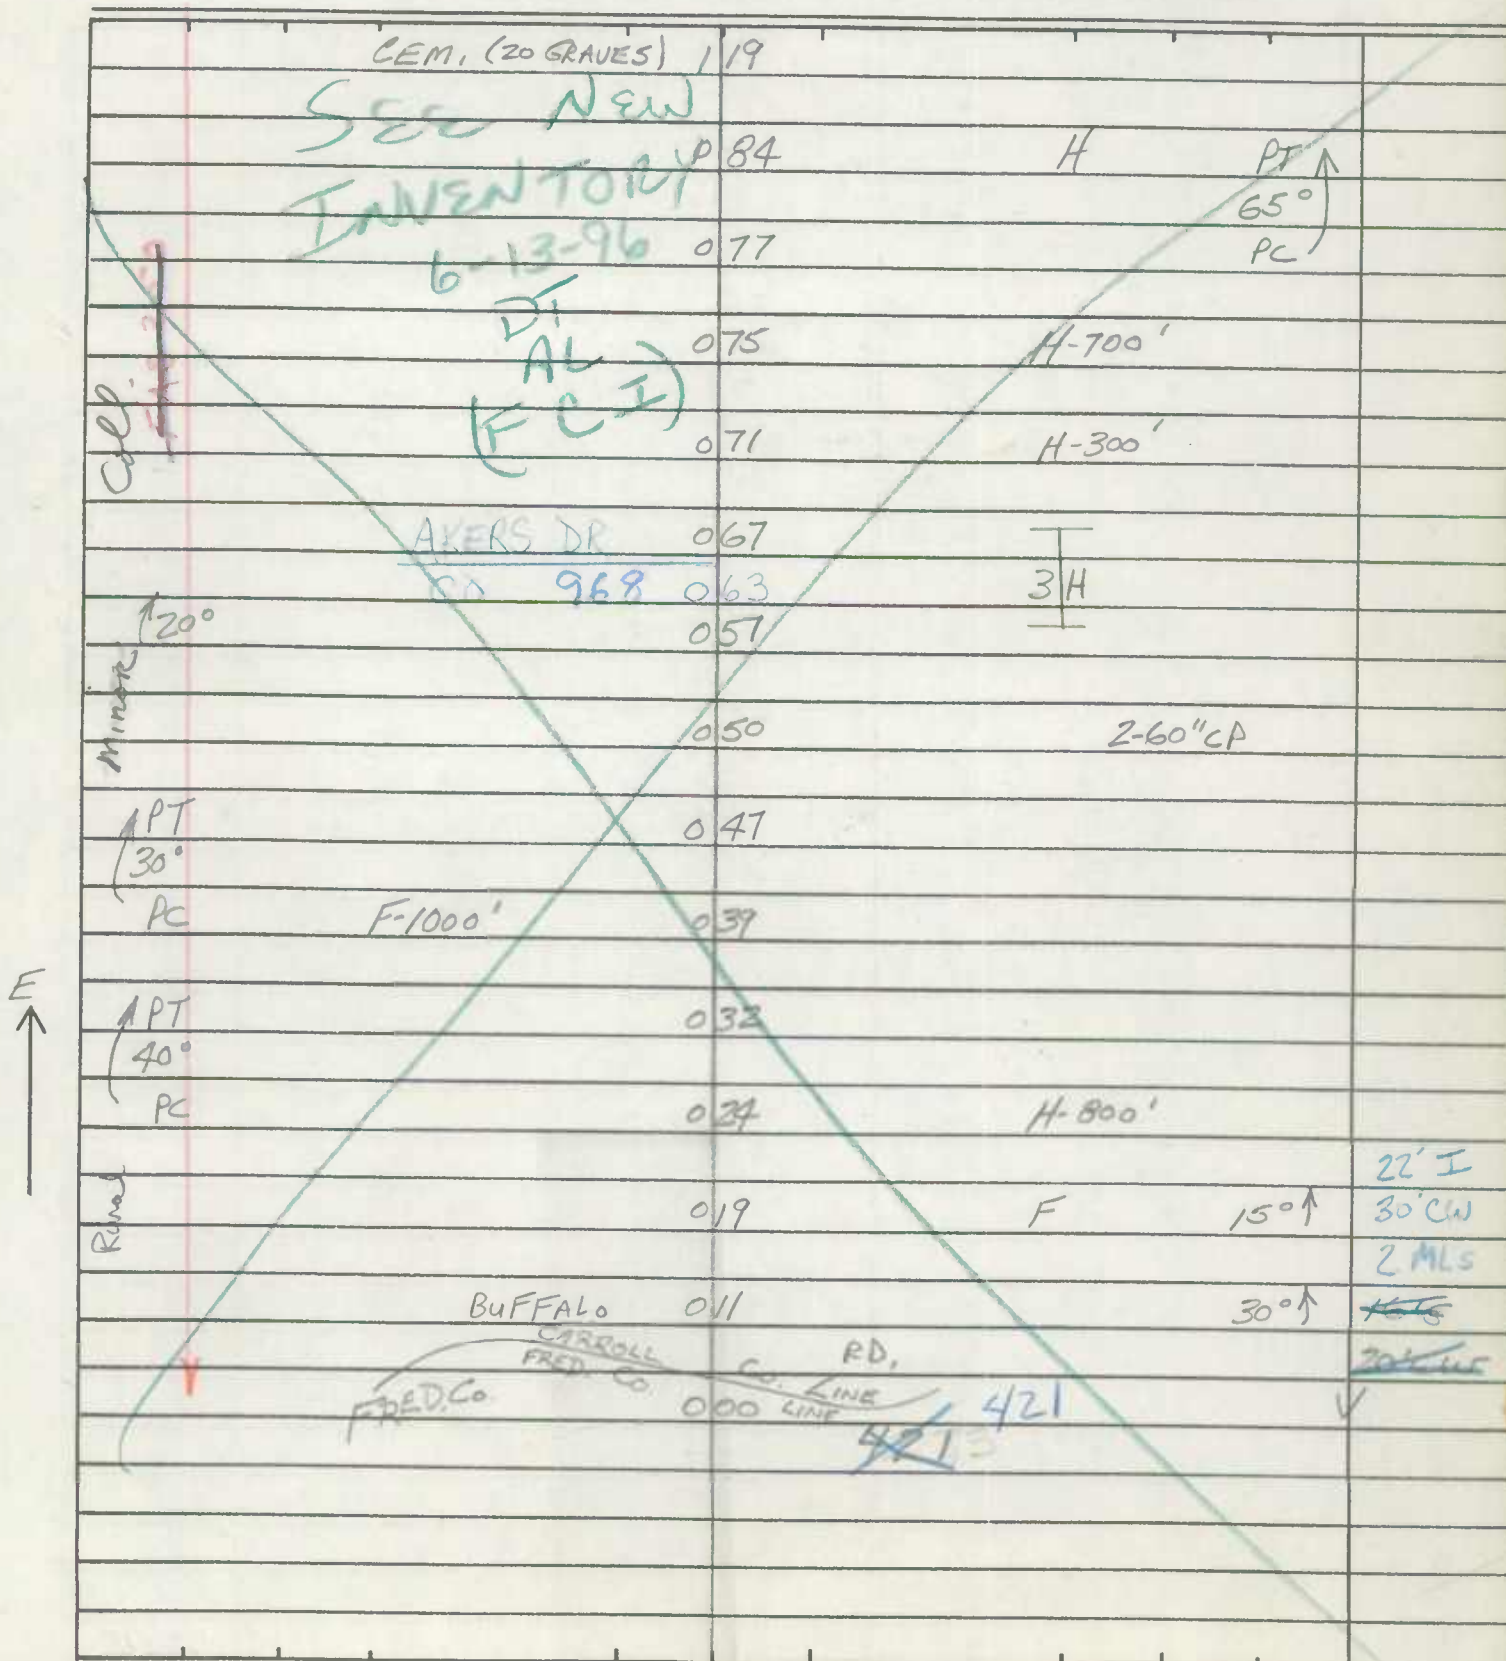 CEM. (20 GRAVES) 1 19
SEE NEW
P 84 H PT
INVENTORY
65°
6-13-96 0 77 PC
DT
0 75 H-700'
AL
(F C I)
Coll. 0 71 H-300'
AKERS DR 0 67
CO 968 0 63 3 H
20° 0 57
Minor
0 50 2-60" CP
PT
0 47
30°
PC F-1000' 0 39
E
PT 0 32
40°
PC 0 24 H-800'
22' I
Rural 0 19 F 15° 30' CW
2 MLS
BUFFALO 0 11 30°
CARROLL CO. LINE RD.
FRED. CO. LINE
FRED. CO 0 00 421
421